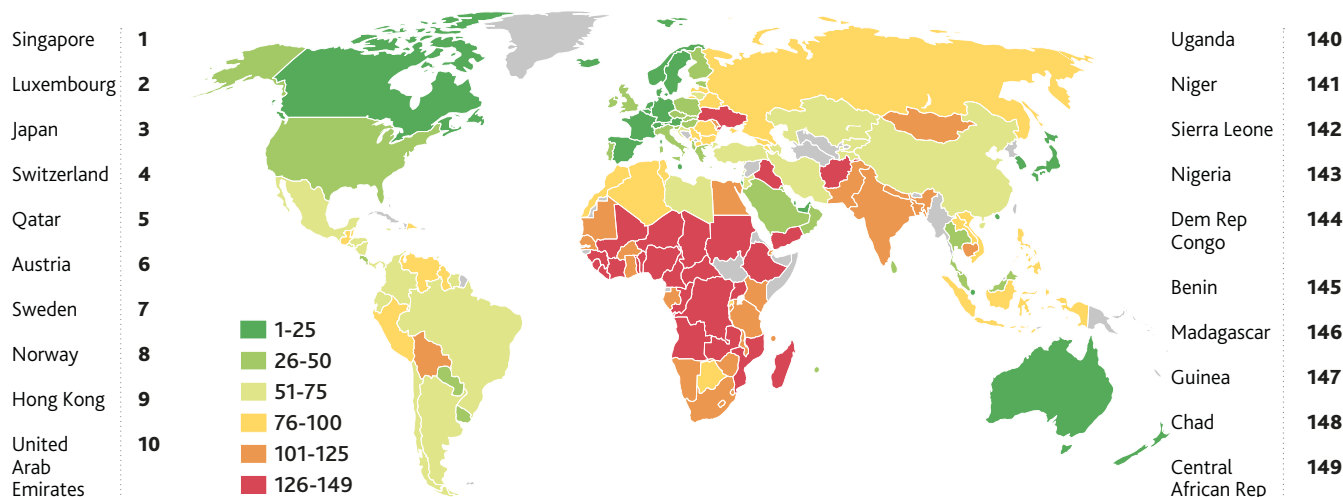 Singapore 1
Luxembourg 2
Japan 3
Switzerland 4
Qatar 5
Austria 6
Sweden 7
Norway 8
Hong Kong 9
United 10
Arab
Emirates
1-25
26-50
51-75
76-100
101-125
126-149
Uganda 140
Niger 141
Sierra Leone 142
Nigeria 143
Dem Rep 144
Congo
Benin 145
Madagascar 146
Guinea 147
Chad 148
Central 149
African Rep